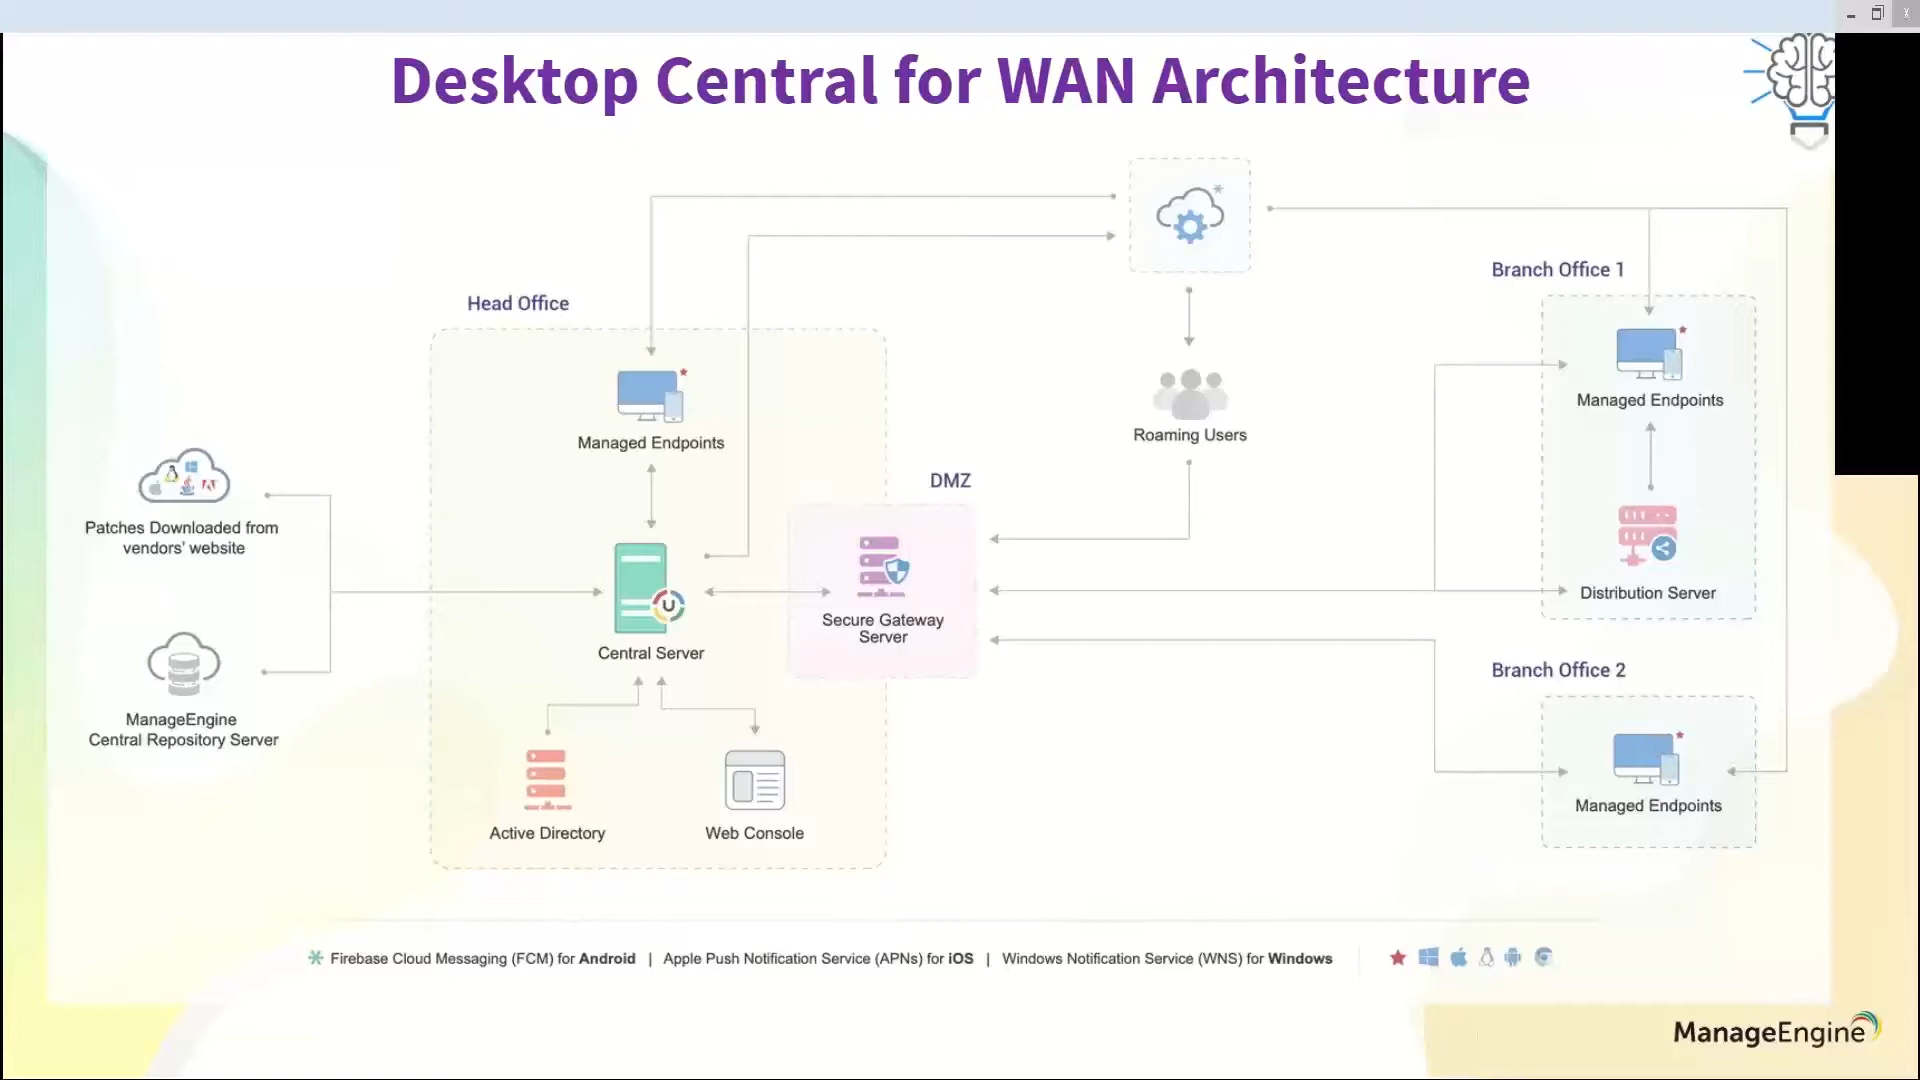 Desktop Central for WAN Architecture
Branch Office 1
Head Office
Managed Endpoints
Managed Endpoints
Roaming Users
DMZ
Patches Downloaded from
vendors' website
Distribution Server
Secure Gateway
Server
Central Server
Branch Office 2
ManageEngine
Central Repository Server
Managed Endpoints
Active Directory
Web Console
Firebase Cloud Messaging (FCM) for Android | Apple Push Notification Service (APNs) for iOS | Windows Notification Service (WNS) for Windows
ManageEngine